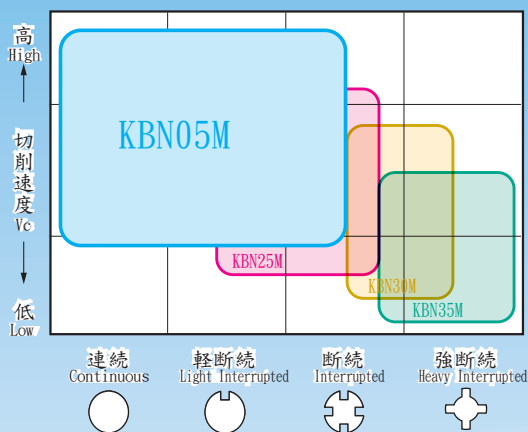 高
High
切削速度
Vc
低
Low
KBN05M
KBN25M
KBN30M
KBN35M
連続
Continuous
軽断続
Light Interrupted
断続
Interrupted
強断続
Heavy Interrupted